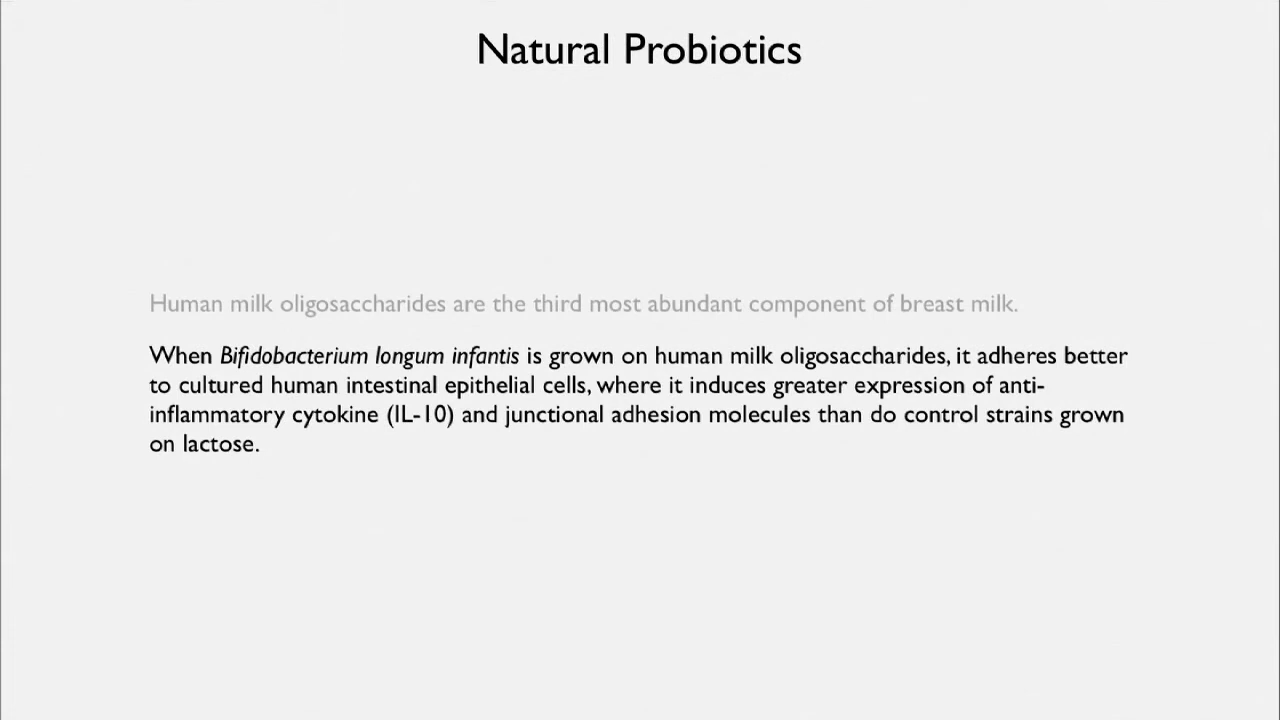 Natural Probiotics
Human milk oligosaccharides are the third most abundant component of breast milk.
When Bifidobacterium longum infantis is grown on human milk oligosaccharides, it adheres better
to cultured human intestinal epithelial cells, where it induces greater expression of anti-
inflammatory cytokine (IL-10) and junctional adhesion molecules than do control strains grown
on lactose.